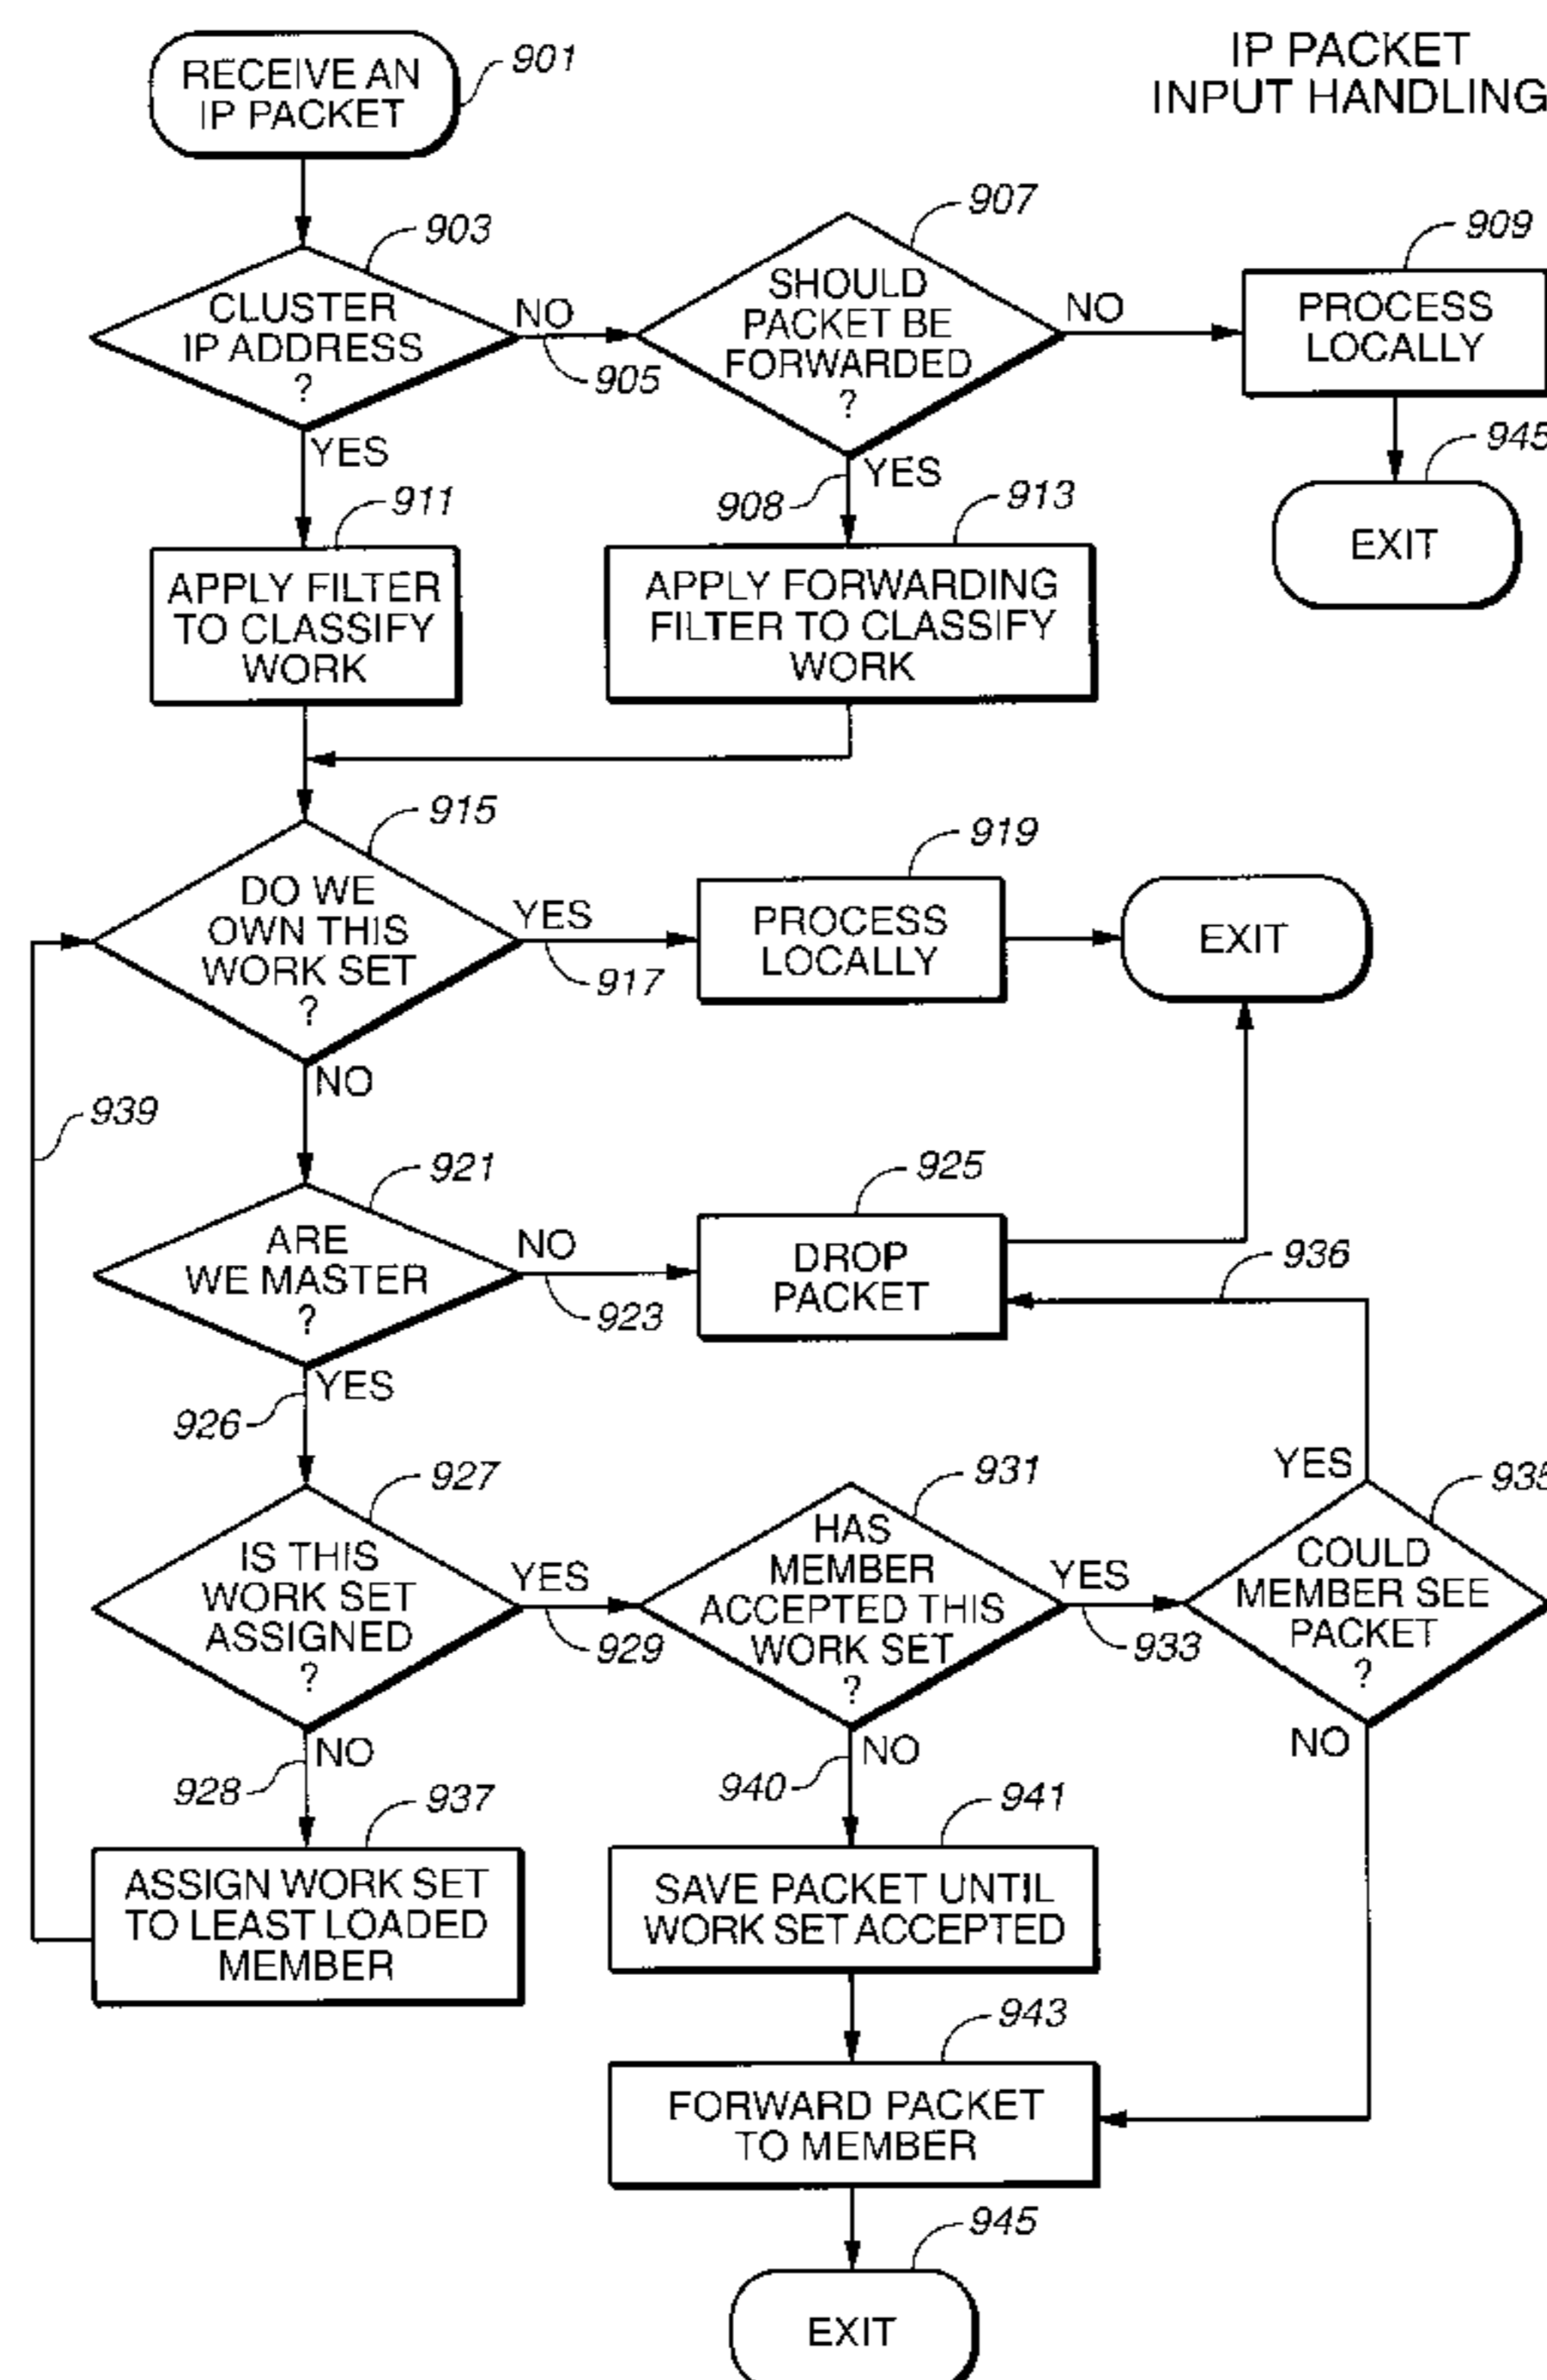 IP PACKET
INPUT HANDLING
RECEIVE AN
IP PACKET
901
903
CLUSTER
IP ADDRESS
?
NO
905
YES
907
SHOULD
PACKET BE
FORWARDED
?
NO
908
YES
909
PROCESS
LOCALLY
945
EXIT
911
APPLY FILTER
TO CLASSIFY
WORK
913
APPLY FORWARDING
FILTER TO CLASSIFY
WORK
915
DO WE
OWN THIS
WORK SET
?
YES
917
NO
919
PROCESS
LOCALLY
EXIT
939
921
ARE
WE MASTER
?
NO
923
YES
926
925
DROP
PACKET
936
927
IS THIS
WORK SET
ASSIGNED
?
YES
929
NO
928
931
HAS
MEMBER
ACCEPTED THIS
WORK SET
?
YES
933
NO
940
YES
935
COULD
MEMBER SEE
PACKET
?
NO
937
ASSIGN WORK SET
TO LEAST LOADED
MEMBER
941
SAVE PACKET UNTIL
WORK SET ACCEPTED
943
FORWARD PACKET
TO MEMBER
945
EXIT